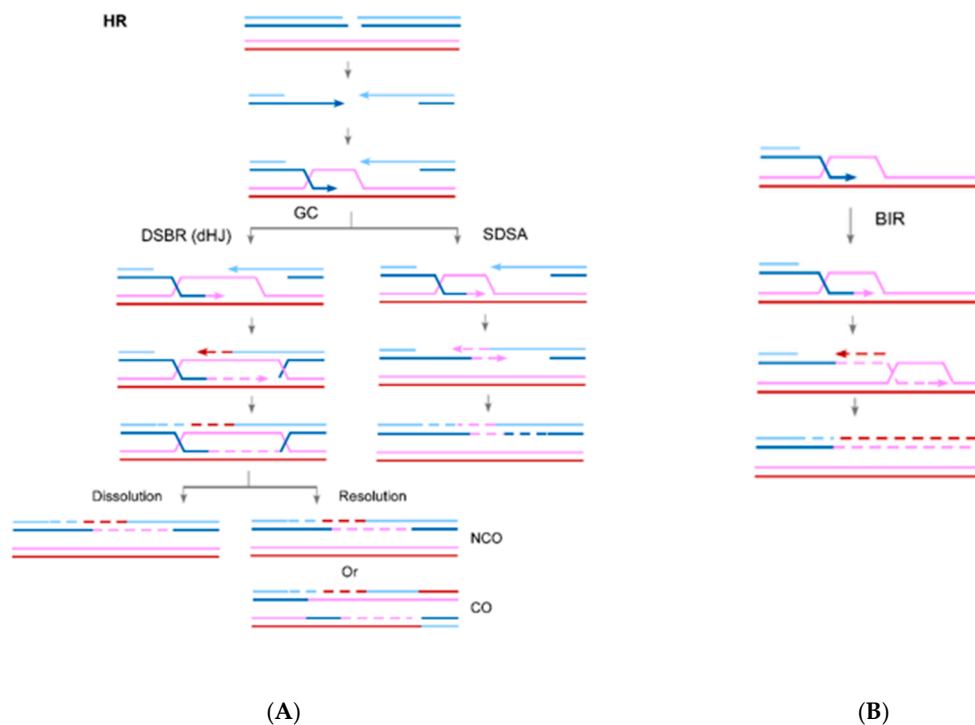 HR
GC
DSBR (dHJ)
SDSA
Dissolution
Resolution
NCO
Or
CO
BIR
(A)
(B)